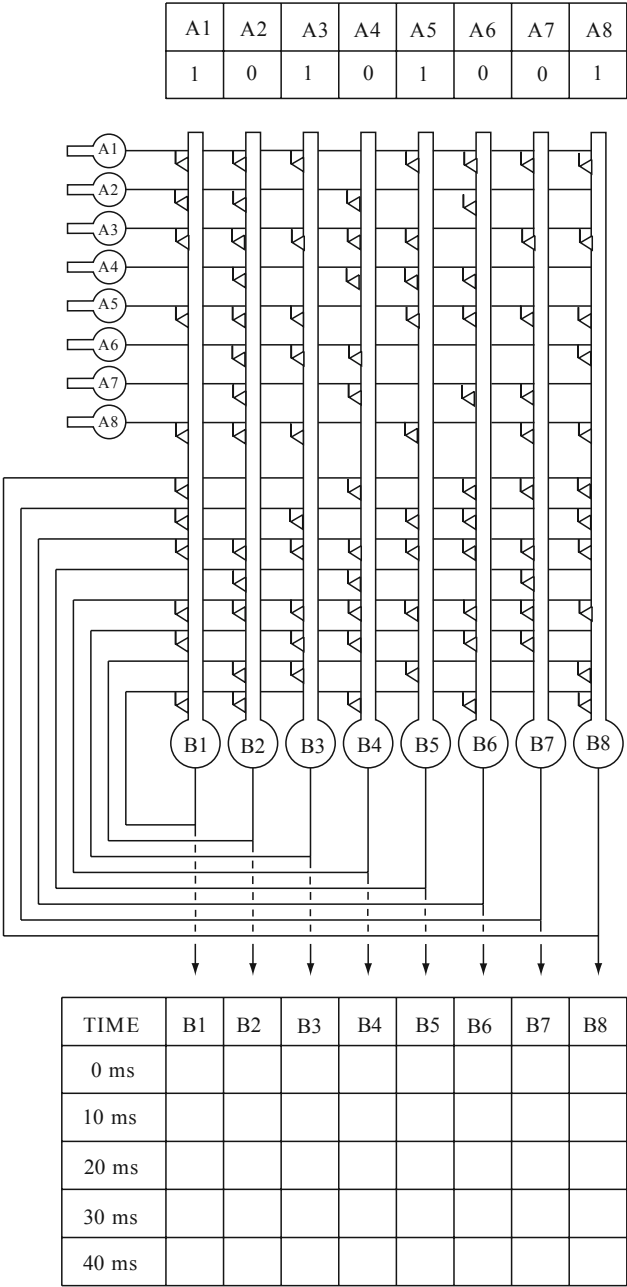 A1 A2 A3 A4 A5 A6 A7 A8
1 0 1 0 1 0 0 1
A1
A2
A3
A4
A5
A6
A7
A8
B1 B2 B3 B4 B5 B6 B7 B8
TIME B1 B2 B3 B4 B5 B6 B7 B8
0 ms
10 ms
20 ms
30 ms
40 ms